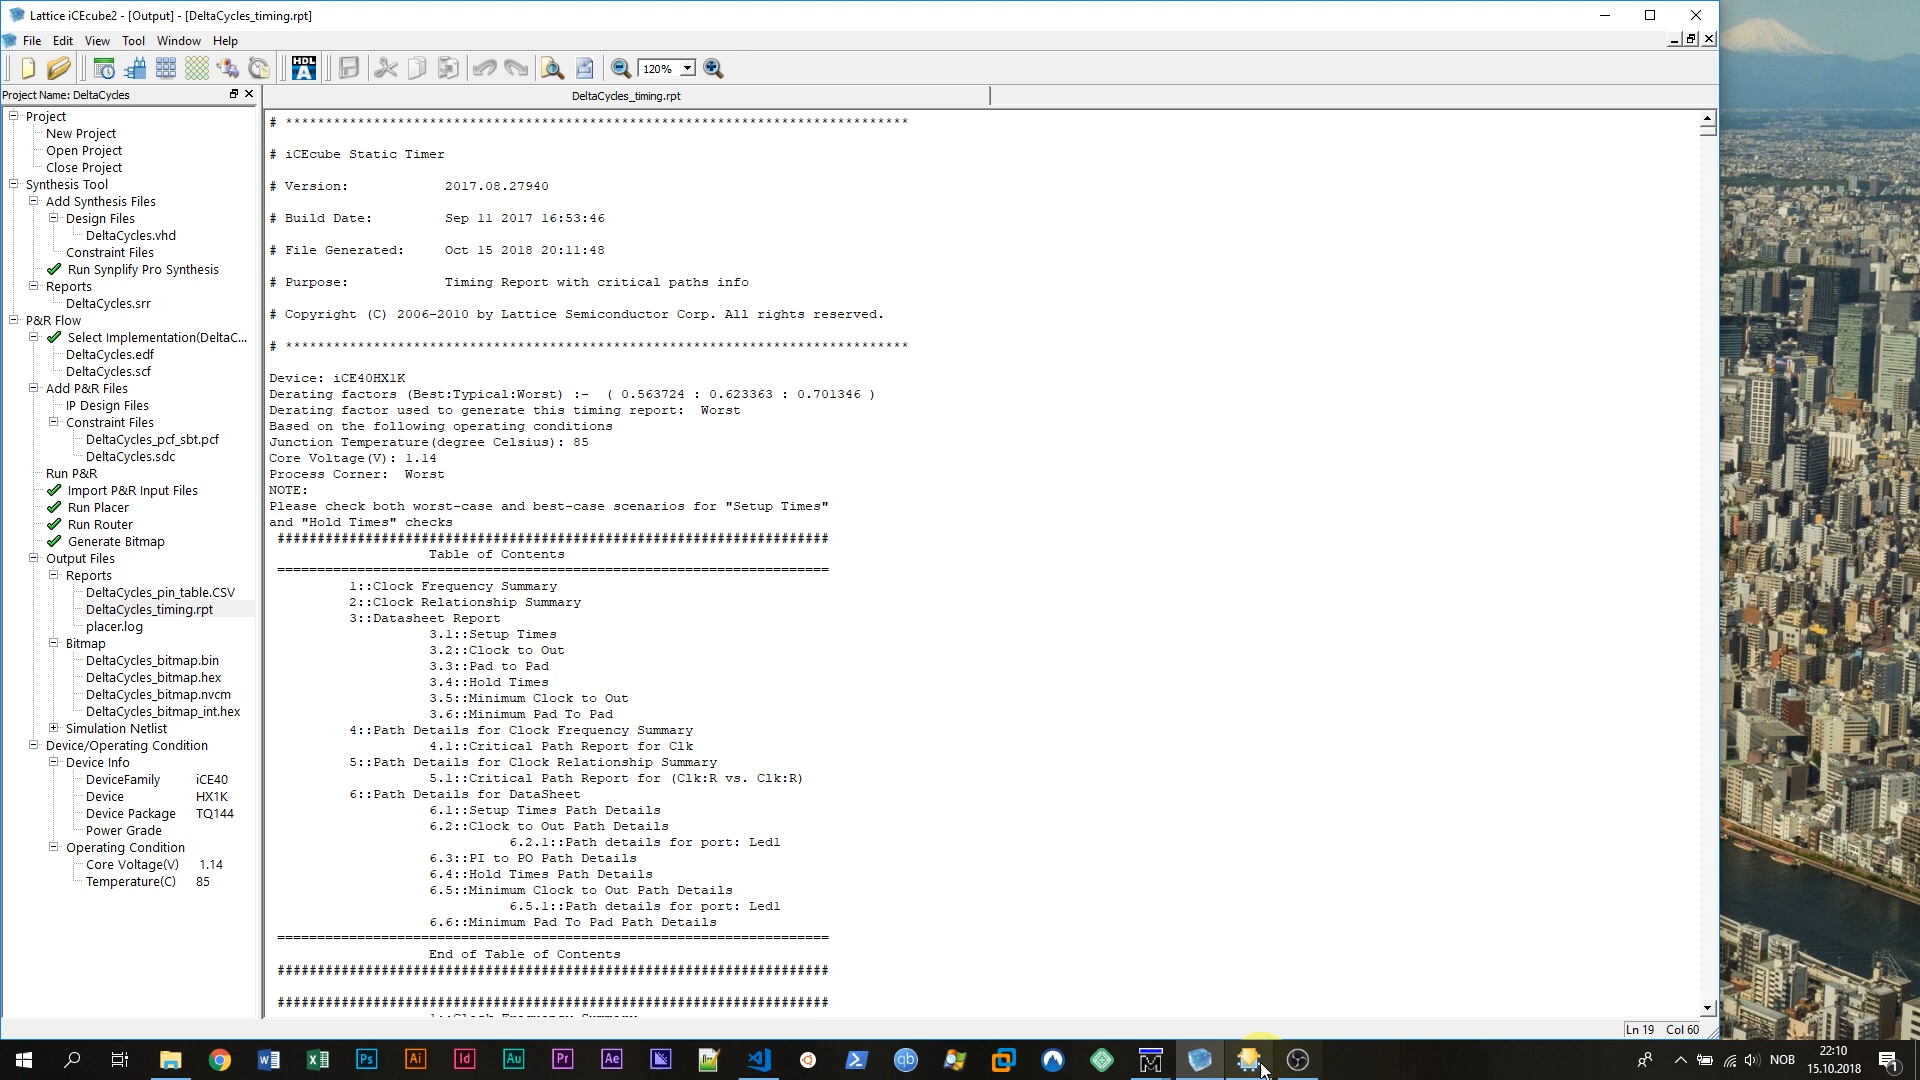 Lattice iCEcube2 - [Output] - [DeltaCycles_timing.rpt]
File Edit View Tool Window Help
HDL
A
120%
Project Name: DeltaCycles
DeltaCycles_timing.rpt
Project
New Project
Open Project
Close Project
Synthesis Tool
Add Synthesis Files
Design Files
DeltaCycles.vhd
Constraint Files
Run Synplify Pro Synthesis
Reports
DeltaCycles.srr
P&R Flow
Select Implementation(DeltaC...
DeltaCycles.edf
DeltaCycles.scf
Add P&R Files
IP Design Files
Constraint Files
DeltaCycles_pcf_sbt.pcf
DeltaCycles.sdc
Run P&R
Import P&R Input Files
Run Placer
Run Router
Generate Bitmap
Output Files
Reports
DeltaCycles_pin_table.CSV
DeltaCycles_timing.rpt
placer.log
Bitmap
DeltaCycles_bitmap.bin
DeltaCycles_bitmap.hex
DeltaCycles_bitmap.nvcm
DeltaCycles_bitmap_int.hex
Simulation Netlist
Device/Operating Condition
Device Info
DeviceFamily iCE40
Device HX1K
Device Package TQ144
Power Grade
Operating Condition
Core Voltage(V) 1.14
Temperature(C) 85
# ******************************************************************************
# iCEcube Static Timer
# Version: 2017.08.27940
# Build Date: Sep 11 2017 16:53:46
# File Generated: Oct 15 2018 20:11:48
# Purpose: Timing Report with critical paths info
# Copyright (C) 2006-2010 by Lattice Semiconductor Corp. All rights reserved.
# ******************************************************************************
Device: iCE40HX1K
Derating factors (Best:Typical:Worst) :- ( 0.563724 : 0.623363 : 0.701346 )
Derating factor used to generate this timing report: Worst
Based on the following operating conditions
Junction Temperature(degree Celsius): 85
Core Voltage(V): 1.14
Process Corner: Worst
NOTE:
Please check both worst-case and best-case scenarios for "Setup Times"
and "Hold Times" checks
#####################################################################
Table of Contents
=====================================================================
1::Clock Frequency Summary
2::Clock Relationship Summary
3::Datasheet Report
3.1::Setup Times
3.2::Clock to Out
3.3::Pad to Pad
3.4::Hold Times
3.5::Minimum Clock to Out
3.6::Minimum Pad To Pad
4::Path Details for Clock Frequency Summary
4.1::Critical Path Report for Clk
5::Path Details for Clock Relationship Summary
5.1::Critical Path Report for (Clk:R vs. Clk:R)
6::Path Details for DataSheet
6.1::Setup Times Path Details
6.2::Clock to Out Path Details
6.2.1::Path details for port: Led1
6.3::PI to PO Path Details
6.4::Hold Times Path Details
6.5::Minimum Clock to Out Path Details
6.5.1::Path details for port: Led1
6.6::Minimum Pad To Pad Path Details
=====================================================================
End of Table of Contents
#####################################################################
#####################################################################
1::Clock Frequency Summary
Ln 19 Col 60
Ps Ai Id Au Pr Ae qb M
NOB
22:10
15.10.2018
1